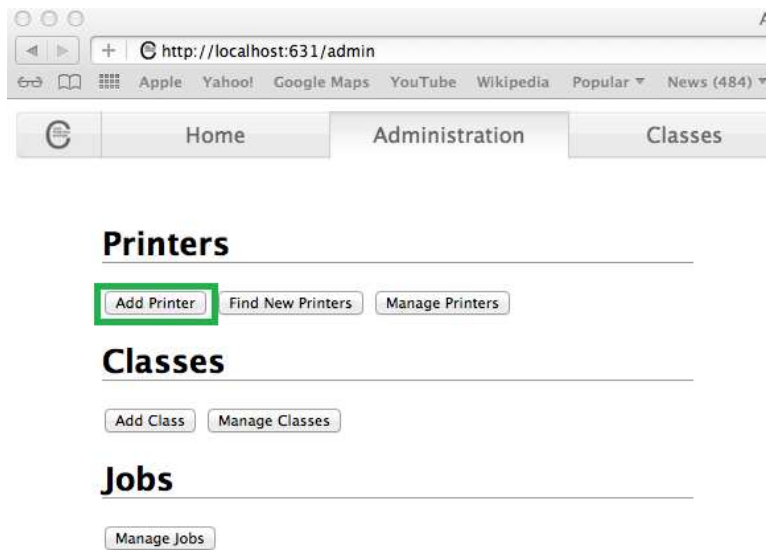 http://localhost:631/admin
Apple Yahoo! Google Maps YouTube Wikipedia Popular News (484)
Home Administration Classes
Printers
Add Printer Find New Printers Manage Printers
Classes
Add Class Manage Classes
Jobs
Manage Jobs